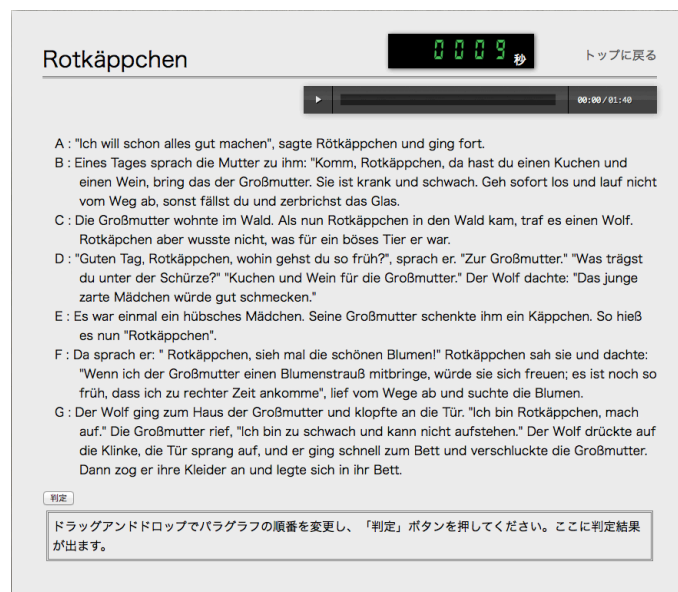 Rotkäppchen
0009秒
トップに戻る
00:00/01:40
A : "Ich will schon alles gut machen", sagte Rötkäppchen und ging fort.
B : Eines Tages sprach die Mutter zu ihm: "Komm, Rotkäppchen, da hast du einen Kuchen und
einen Wein, bring das der Großmutter. Sie ist krank und schwach. Geh sofort los und lauf nicht
vom Weg ab, sonst fällst du und zerbrichst das Glas.
C : Die Großmutter wohnte im Wald. Als nun Rotkäppchen in den Wald kam, traf es einen Wolf.
Rotkäpchen aber wusste nicht, was für ein böses Tier er war.
D : "Guten Tag, Rotkäppchen, wohin gehst du so früh?", sprach er. "Zur Großmutter." "Was trägst
du unter der Schürze?" "Kuchen und Wein für die Großmutter." Der Wolf dachte: "Das junge
zarte Mädchen würde gut schmecken."
E : Es war einmal ein hübsches Mädchen. Seine Großmutter schenkte ihm ein Käppchen. So hieß
es nun "Rotkäppchen".
F : Da sprach er: " Rotkäppchen, sieh mal die schönen Blumen!" Rotkäppchen sah sie und dachte:
"Wenn ich der Großmutter einen Blumenstrauß mitbringe, würde sie sich freuen; es ist noch so
früh, dass ich zu rechter Zeit ankomme", lief vom Wege ab und suchte die Blumen.
G : Der Wolf ging zum Haus der Großmutter und klopfte an die Tür. "Ich bin Rotkäppchen, mach
auf." Die Großmutter rief, "Ich bin zu schwach und kann nicht aufstehen." Der Wolf drückte auf
die Klinke, die Tür sprang auf, und er ging schnell zum Bett und verschluckte die Großmutter.
Dann zog er ihre Kleider an und legte sich in ihr Bett.
判定
ドラッグアンドドロップでパラグラフの順番を変更し、「判定」ボタンを押してください。ここに判定結果
が出ます。